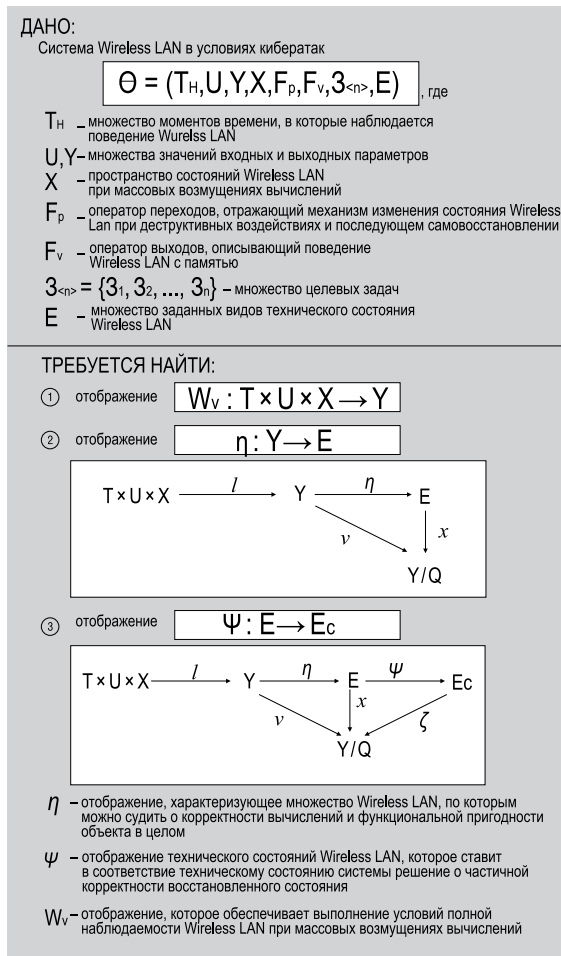 ДАНО:
Система Wireless LAN в условиях кибератак
Θ = (Tн,U,Y,X,Fp,Fv,З<n>,E) , где
Tн – множество моментов времени, в которые наблюдается
поведение Wurelss LAN
U,Y – множества значений входных и выходных параметров
X – пространство состояний Wireless LAN
при массовых возмущениях вычислений
Fp – оператор переходов, отражающий механизм изменения состояния Wireless
Lan при деструктивных воздействиях и последующем самовосстановлении
Fv – оператор выходов, описывающий поведение
Wireless LAN с памятью
З<n> = {З1, З2, ..., Зn} – множество целевых задач
E – множество заданных видов технического состояния
Wireless LAN
ТРЕБУЕТСЯ НАЙТИ:
1 отображение Wv : T × U × X → Y
2 отображение η : Y → E
T × U × X l Y η E
v x
Y / Q
3 отображение Ψ : E → Ec
T × U × X l Y η E Ψ Ec
v x ζ
Y / Q
η – отображение, характеризующее множество Wireless LAN, по которым
можно судить о корректности вычислений и функциональной пригодности
объекта в целом
Ψ – отображение технического состояний Wireless LAN, которое ставит
в соответствие техническому состоянию системы решение о частичной
корректности восстановленного состояния
Wv – отображение, которое обеспечивает выполнение условий полной
наблюдаемости Wireless LAN при массовых возмущениях вычислений